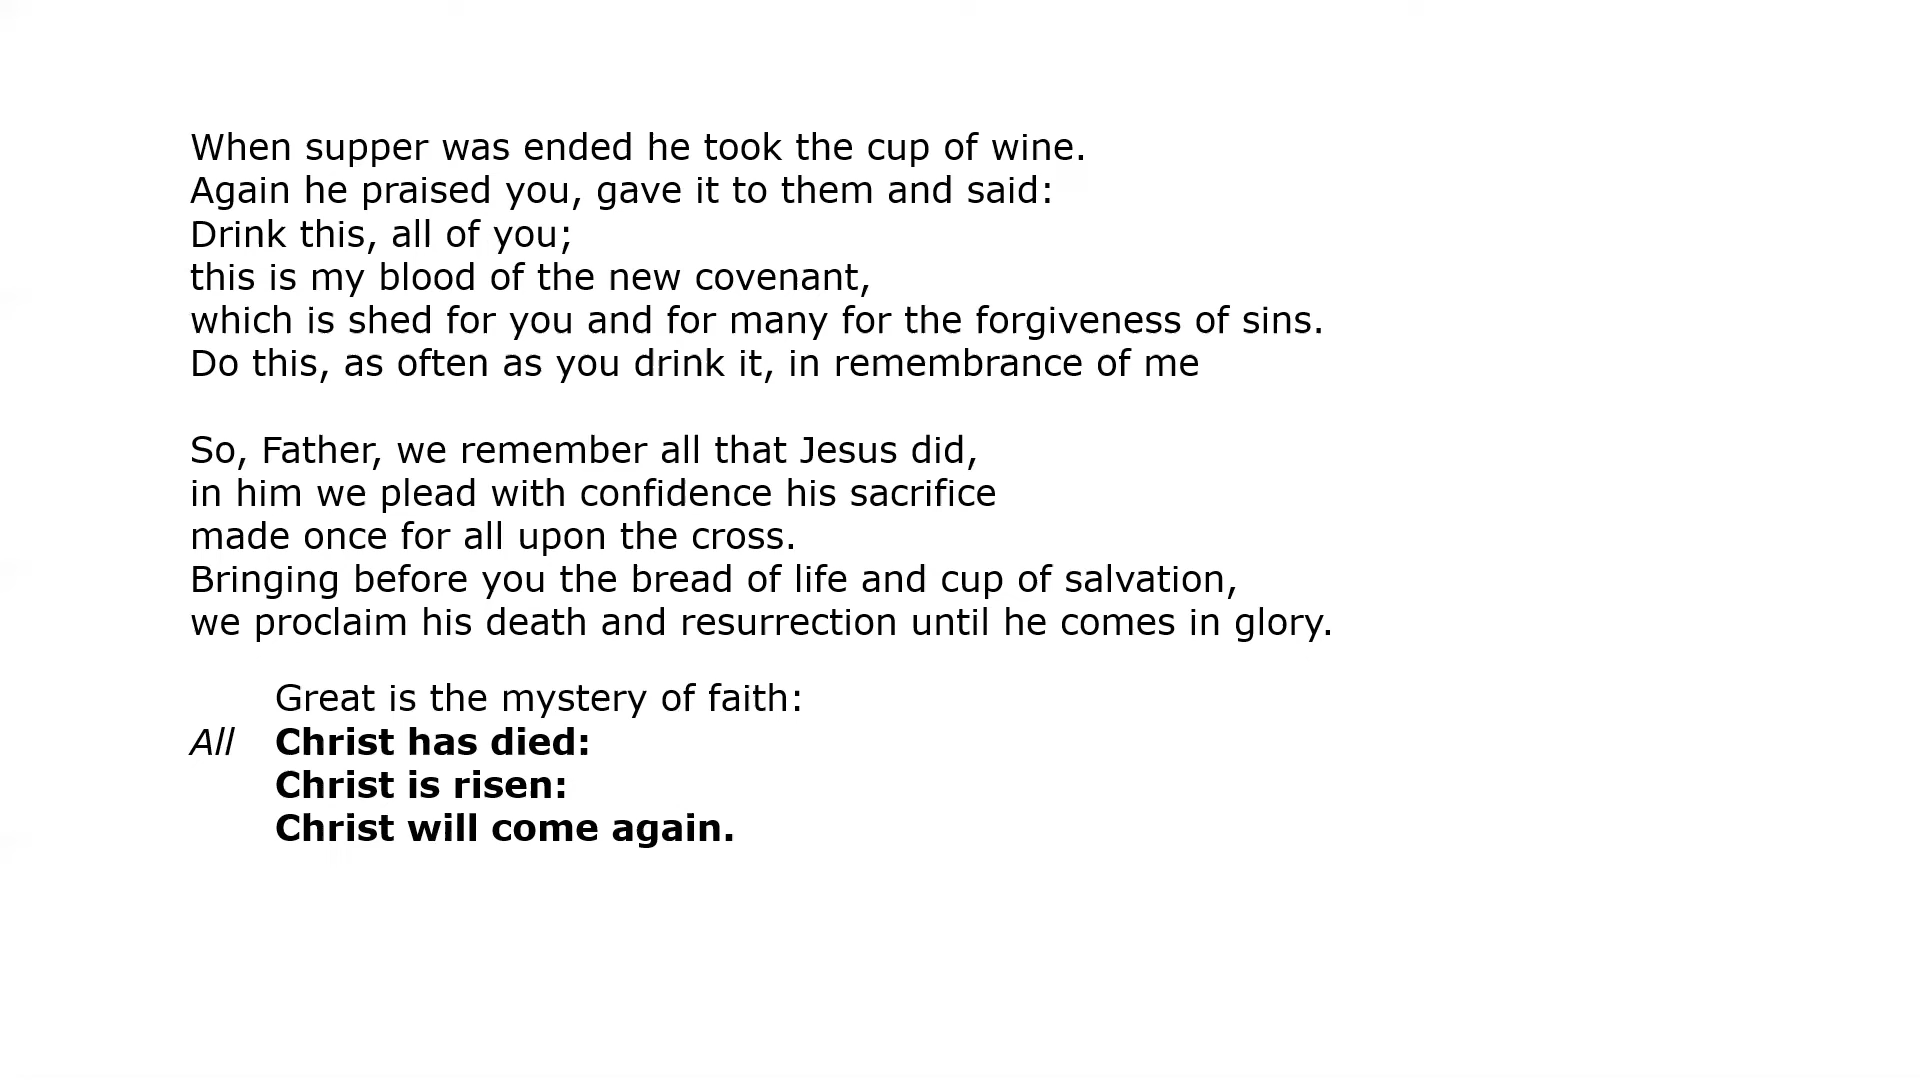 When supper was ended he took the cup of wine.
Again he praised you, gave it to them and said:
Drink this, all of you;
this is my blood of the new covenant,
which is shed for you and for many for the forgiveness of sins.
Do this, as often as you drink it, in remembrance of me
So, Father, we remember all that Jesus did,
in him we plead with confidence his sacrifice
made once for all upon the cross.
Bringing before you the bread of life and cup of salvation,
we proclaim his death and resurrection until he comes in glory.
Great is the mystery of faith:
All Christ has died:
Christ is risen:
Christ will come again.